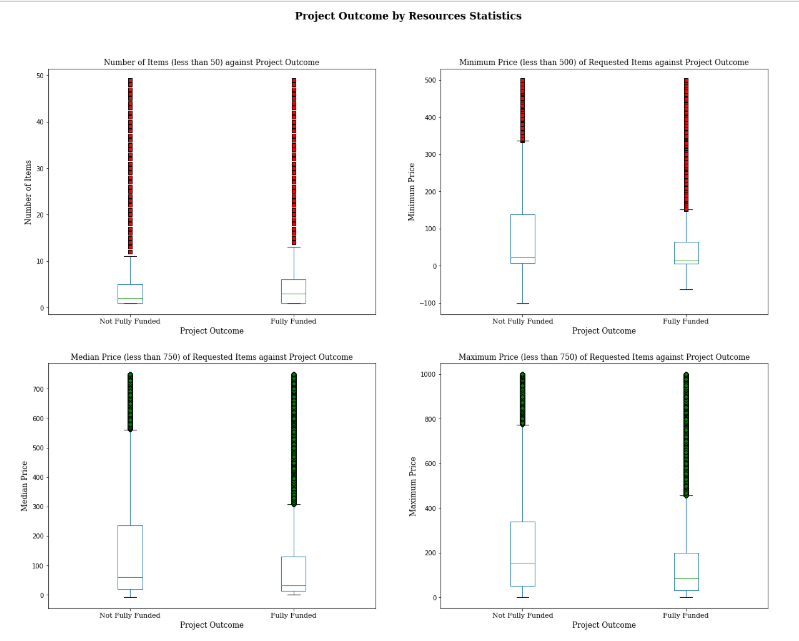 Project Outcome by Resources Statistics
Number of Items (less than 50) against Project Outcome
50
40
30
20
10
0
Number of Items
Not Fully Funded
Fully Funded
Project Outcome
Minimum Price (less than 500) of Requested Items against Project Outcome
500
400
300
200
100
0
−100
Minimum Price
Not Fully Funded
Fully Funded
Project Outcome
Median Price (less than 750) of Requested Items against Project Outcome
700
600
500
400
300
200
100
0
Median Price
Not Fully Funded
Fully Funded
Project Outcome
Maximum Price (less than 750) of Requested Items against Project Outcome
1000
800
600
400
200
0
Maximum Price
Not Fully Funded
Fully Funded
Project Outcome